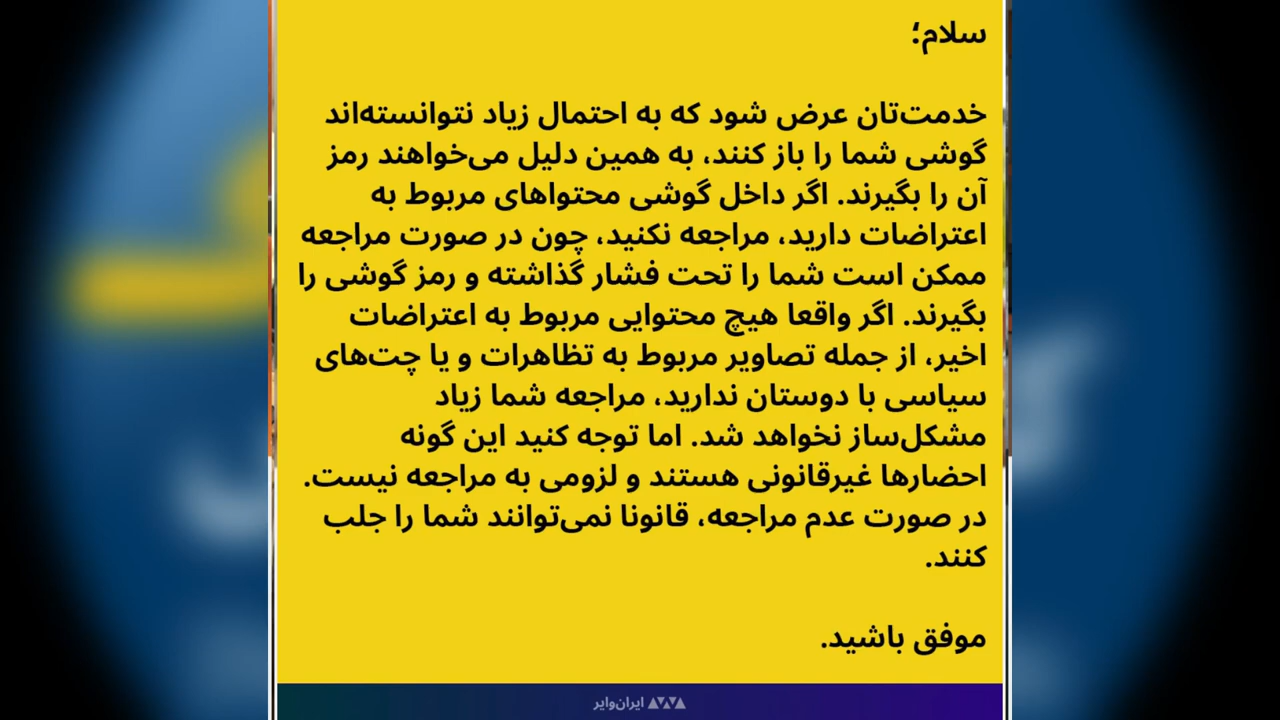 سلام؛
خدمت‌تان عرض شود که به احتمال زیاد نتوانسته‌اند
گوشی شما را باز کنند، به همین دلیل می‌خواهند رمز
آن را بگیرند. اگر داخل گوشی محتواهای مربوط به
اعتراضات دارید، مراجعه نکنید، چون در صورت مراجعه
ممکن است شما را تحت فشار گذاشته و رمز گوشی را
بگیرند. اگر واقعا هیچ محتوایی مربوط به اعتراضات
اخیر، از جمله تصاویر مربوط به تظاهرات و یا چت‌های
سیاسی با دوستان ندارید، مراجعه شما زیاد
مشکل‌ساز نخواهد شد. اما توجه کنید این گونه
احضارها غیرقانونی هستند و لزومی به مراجعه نیست.
در صورت عدم مراجعه، قانونا نمی‌توانند شما را جلب
کنند.
موفق باشید.
ایران‌وایر